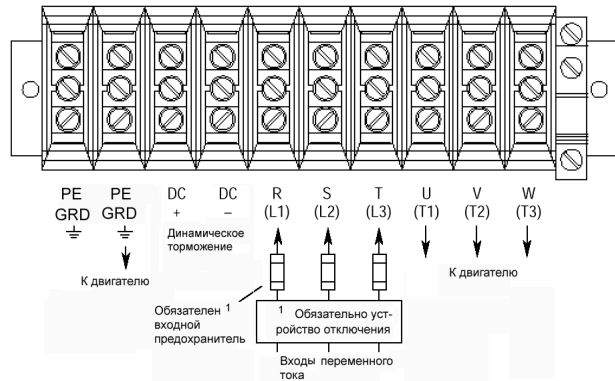 PE PE DC DC R S T U V W
GRD GRD + – (L1) (L2) (L3) (T1) (T2) (T3)
Динамическое
торможение
К двигателю
К двигателю
Обязателен 1
входной
предохранитель
1 Обязательно уст-
ройство отключения
Входы переменного
тока